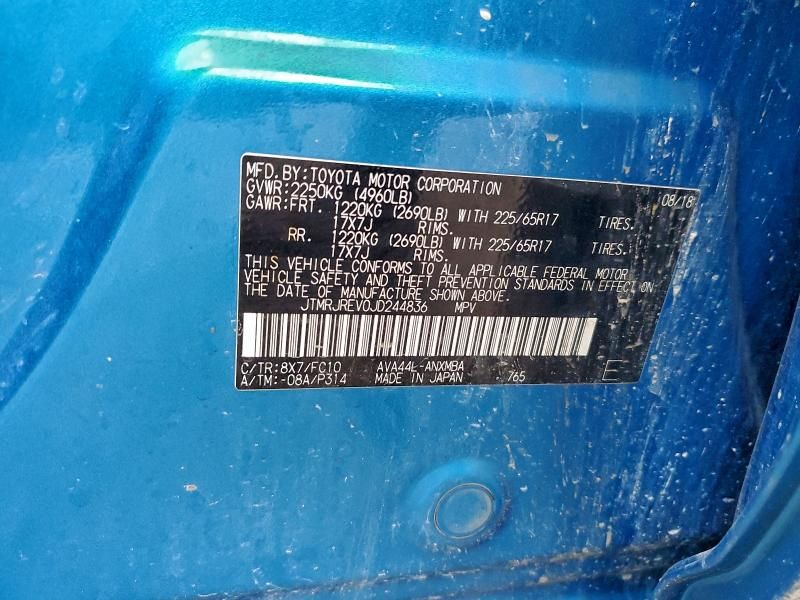 MFD.BY:TOYOTA MOTOR CORPORATION 08/18
GVWR:2250KG (4960LB)
GAWR:FRT. 1220KG (2690LB) WITH 225/65R17 TIRES.
17X7J RIMS.
RR. 1220KG (2690LB) WITH 225/65R17 TIRES.
17X7J RIMS.
THIS VEHICLE CONFORMS TO ALL APPLICABLE FEDERAL MOTOR
VEHICLE SAFETY AND THEFT PREVENTION STANDARDS IN EFFECT ON
THE DATE OF MANUFACTURE SHOWN ABOVE.
JTMRJREV0JD244836 MPV
C/TR:8X7/FC10 AVA44L-ANXMBA
A/TM:-08A/P314 MADE IN JAPAN 765 E